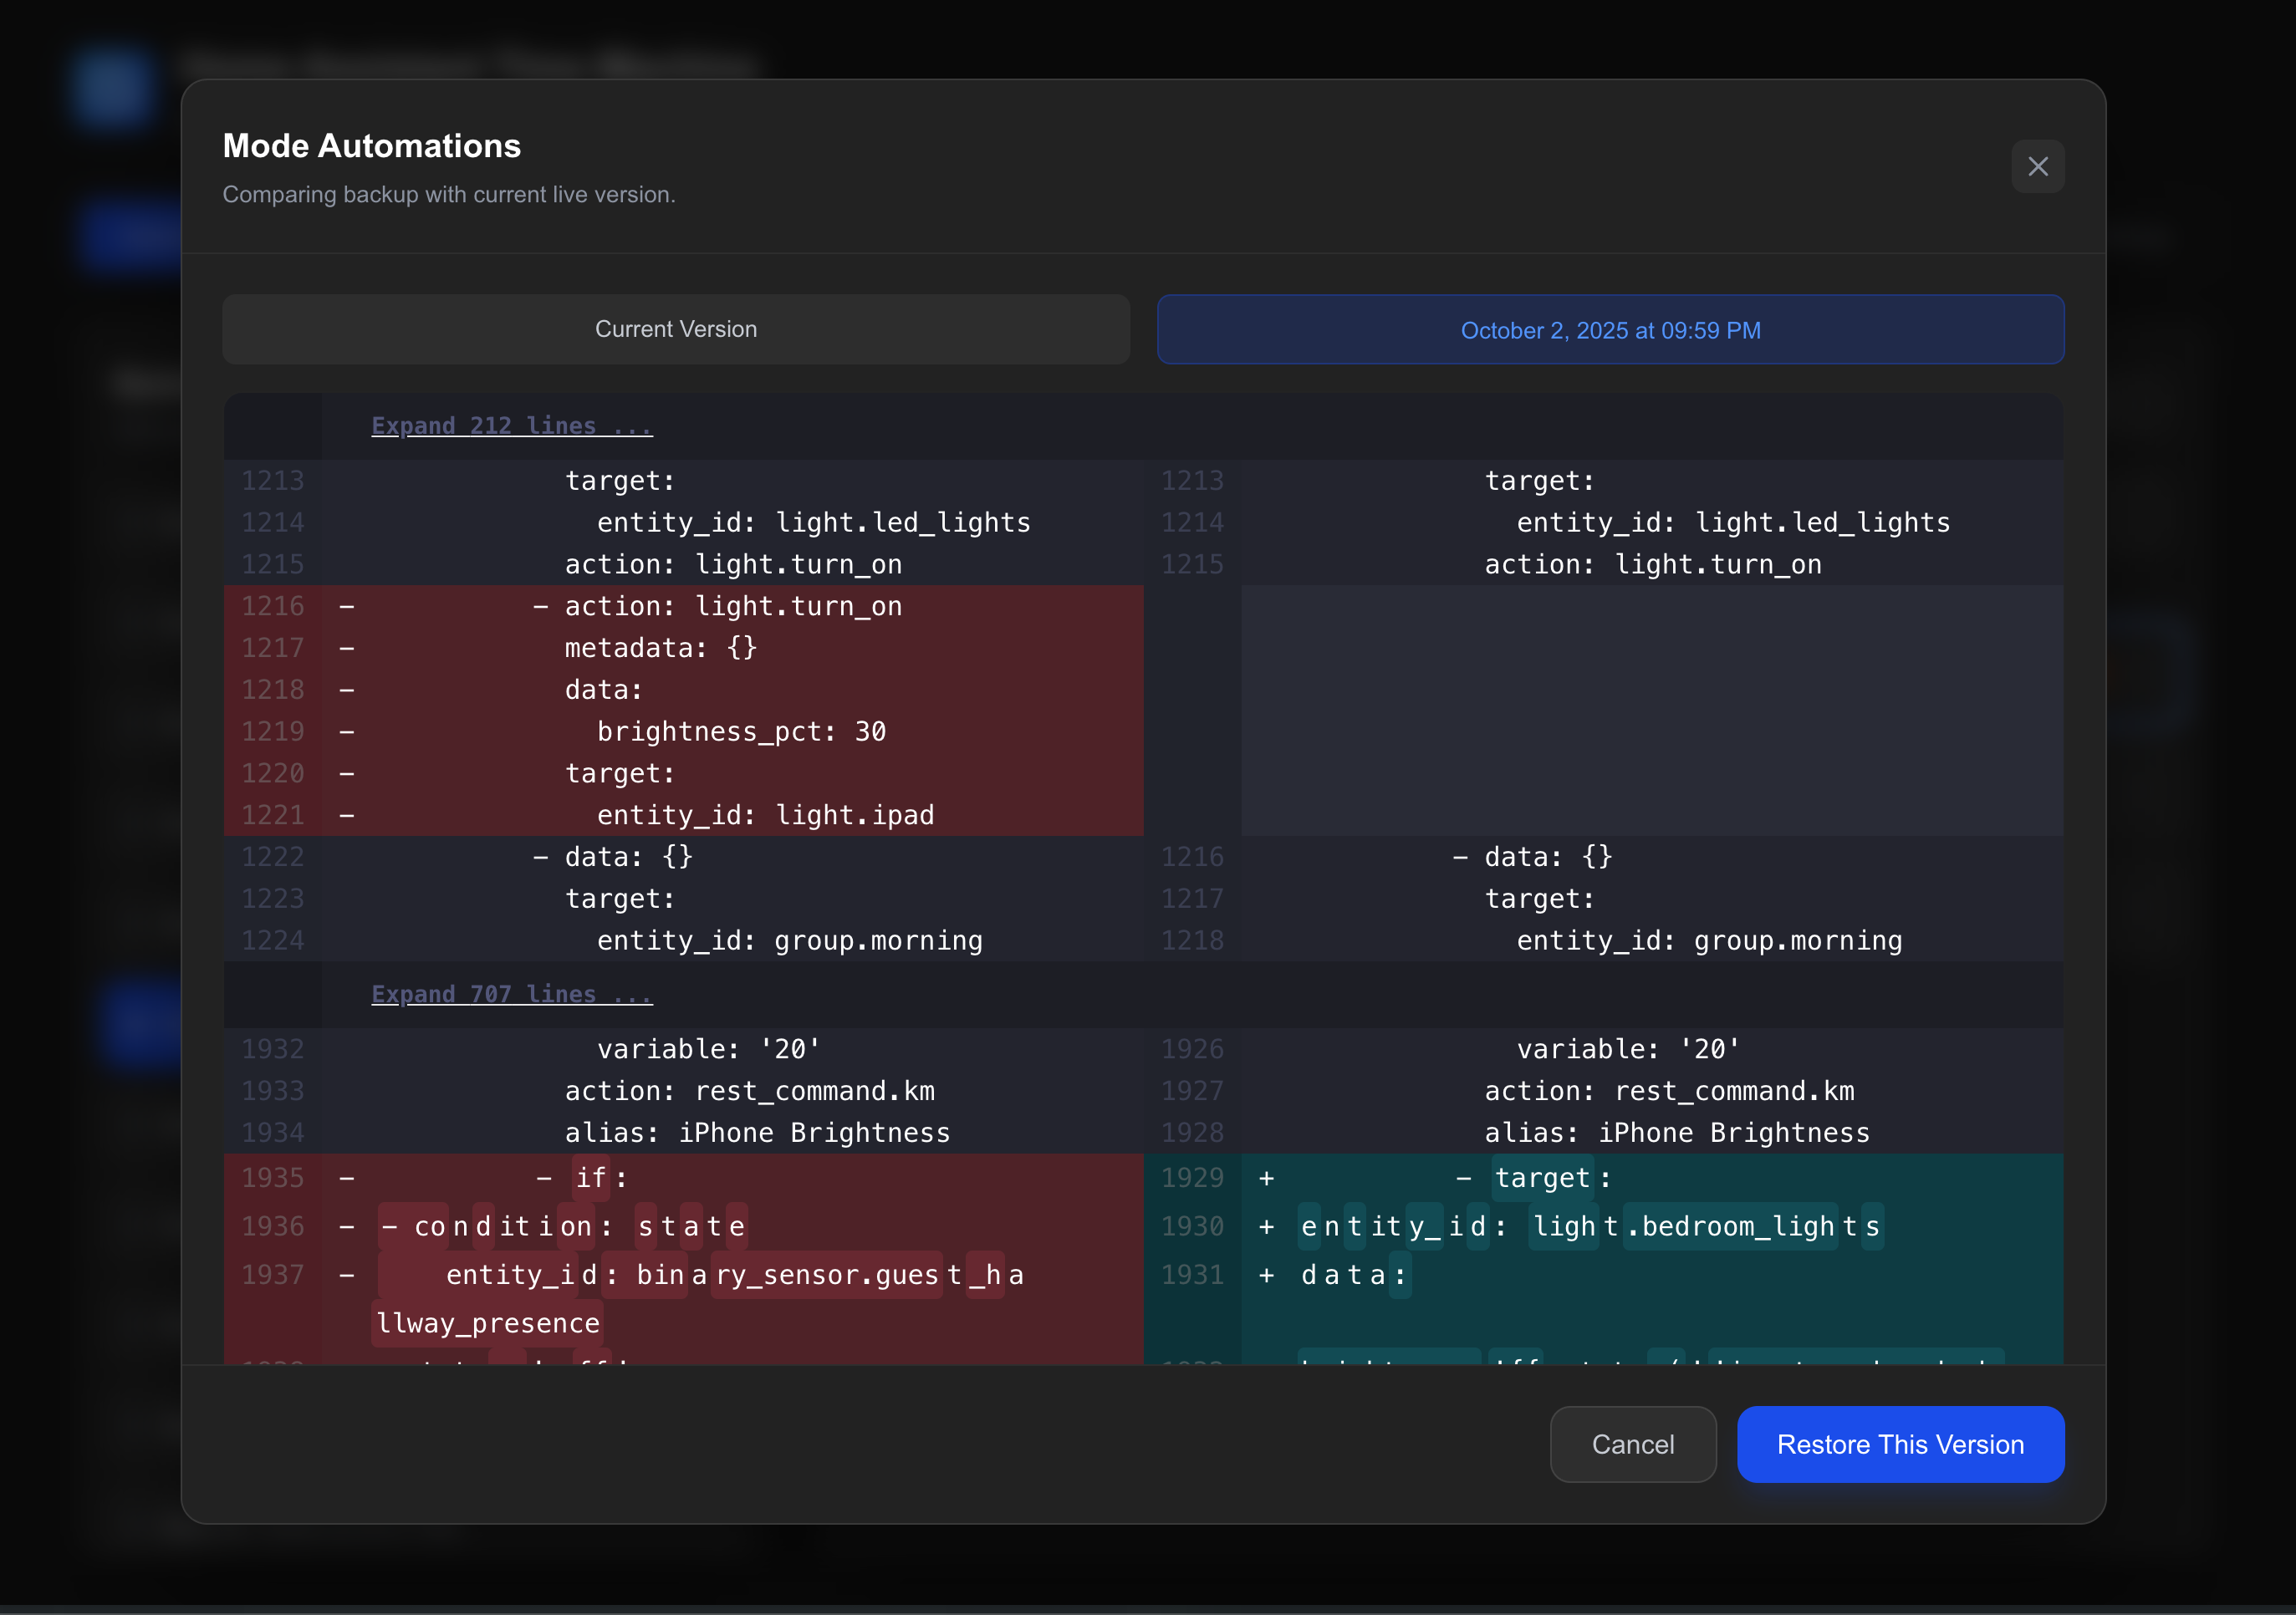 Mode Automations
Comparing backup with current live version.
Current Version
October 2, 2025 at 09:59 PM
Expand 212 lines ...
1213 target: 1213 target:
1214 entity_id: light.led_lights 1214 entity_id: light.led_lights
1215 action: light.turn_on 1215 action: light.turn_on
1216 - - action: light.turn_on
1217 - metadata: {}
1218 - data:
1219 - brightness_pct: 30
1220 - target:
1221 - entity_id: light.ipad
1222 - data: {} 1216 - data: {}
1223 target: 1217 target:
1224 entity_id: group.morning 1218 entity_id: group.morning
Expand 707 lines ...
1932 variable: '20' 1926 variable: '20'
1933 action: rest_command.km 1927 action: rest_command.km
1934 alias: iPhone Brightness 1928 alias: iPhone Brightness
1935 - - if: 1929 + - target:
1936 - - condition: state 1930 + entity_id: light.bedroom_lights
1937 - entity_id: binary_sensor.guest_ha 1931 + data:
llway_presence
Cancel
Restore This Version